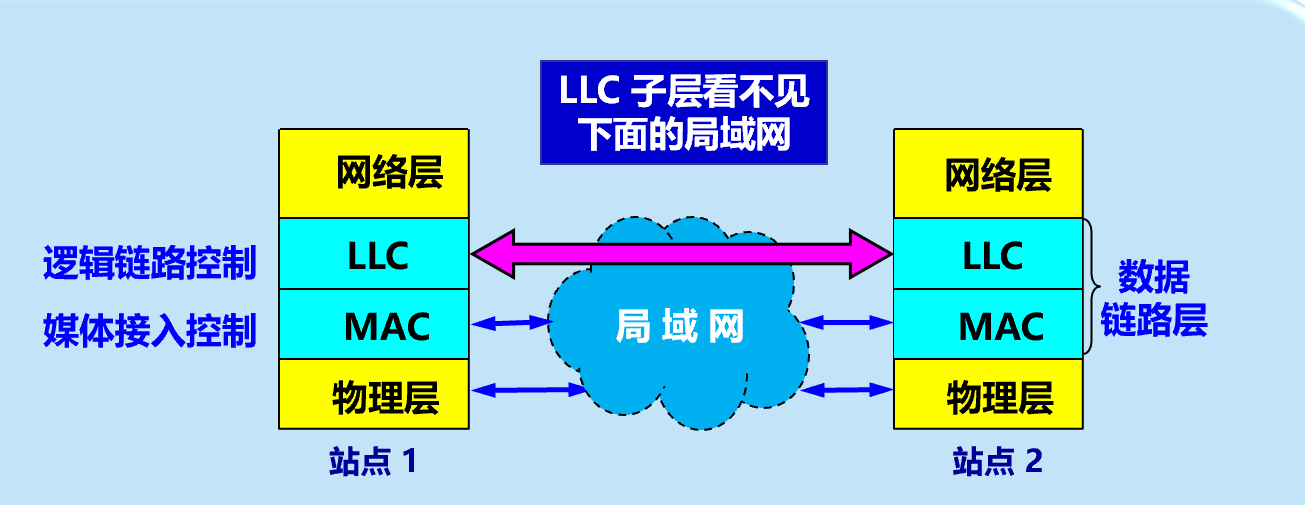 LLC 子层看不见
下面的局域网
网络层
网络层
逻辑链路控制
LLC
LLC
数据
链路层
媒体接入控制
MAC
局 域 网
MAC
物理层
物理层
站点 1
站点 2